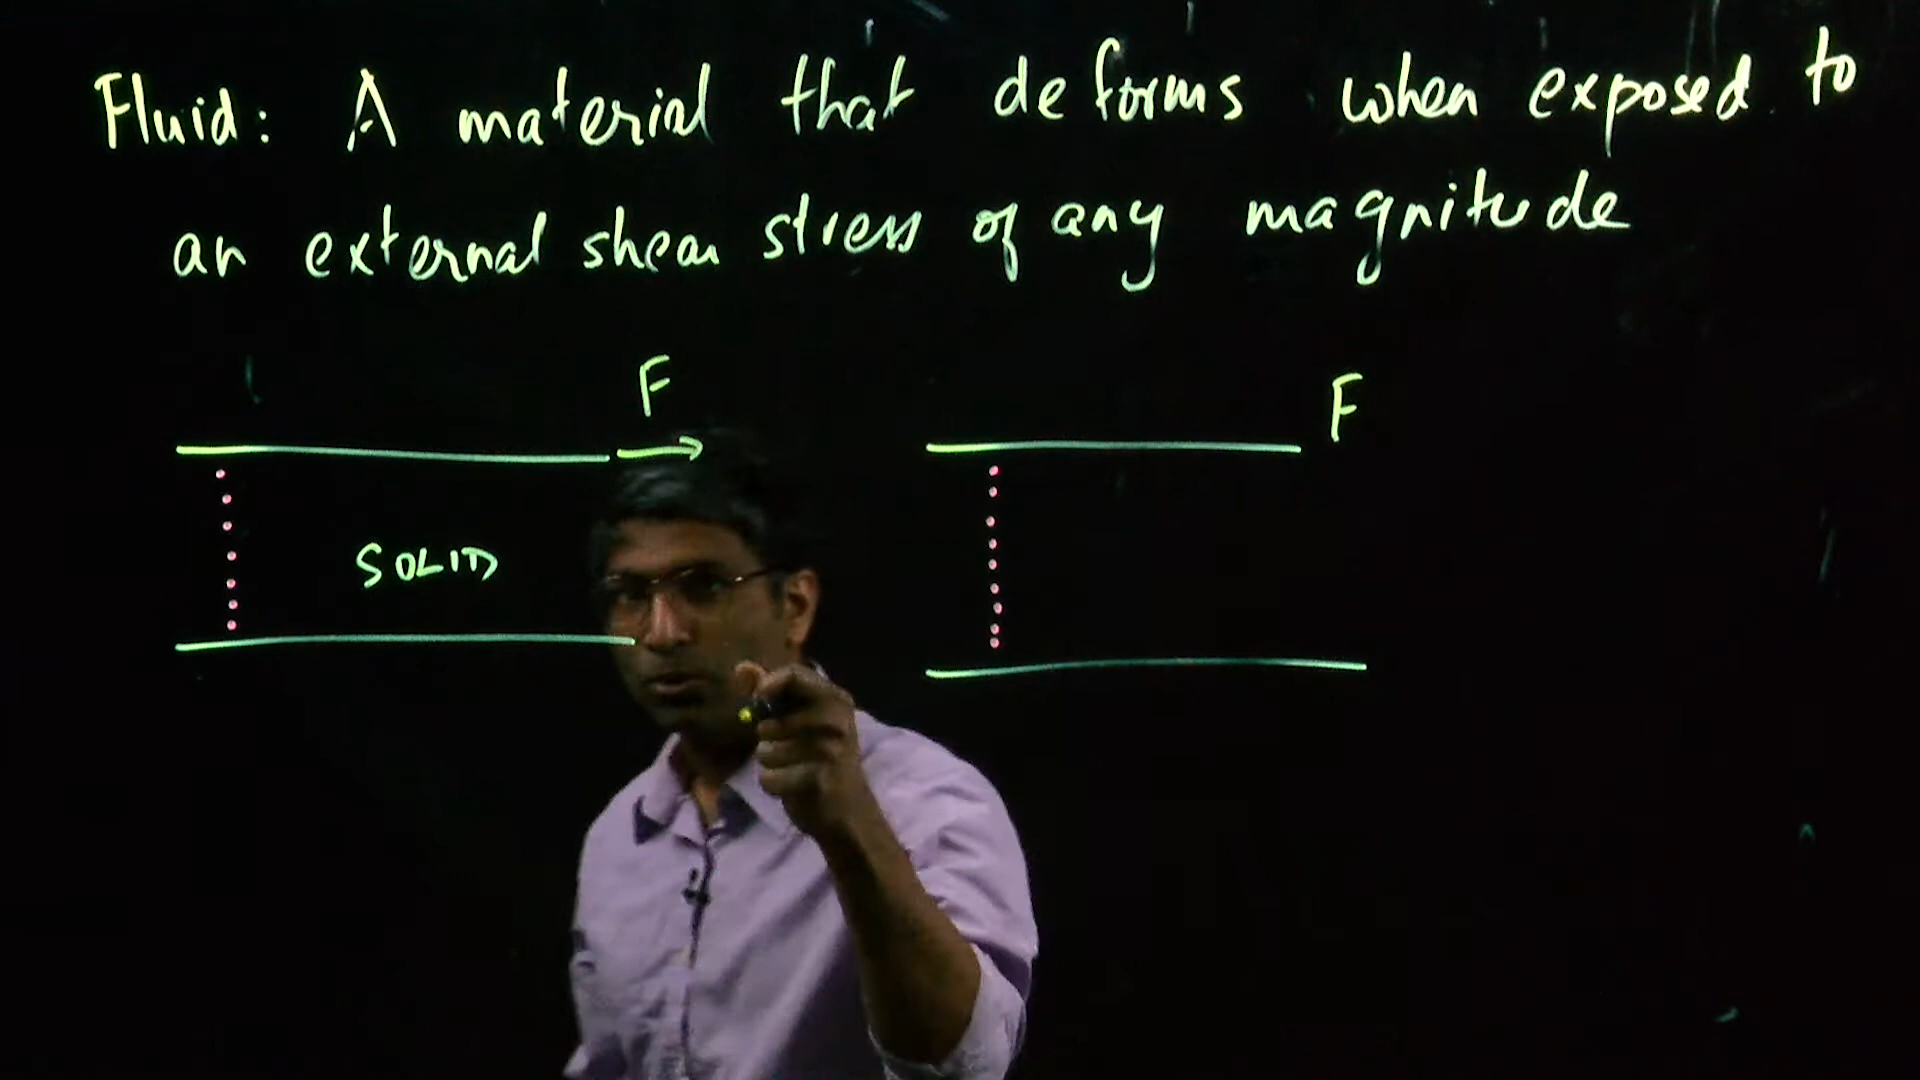 Fluid: A material that deforms when exposed to
an external shear stress of any magnitude
F
F
SOLID